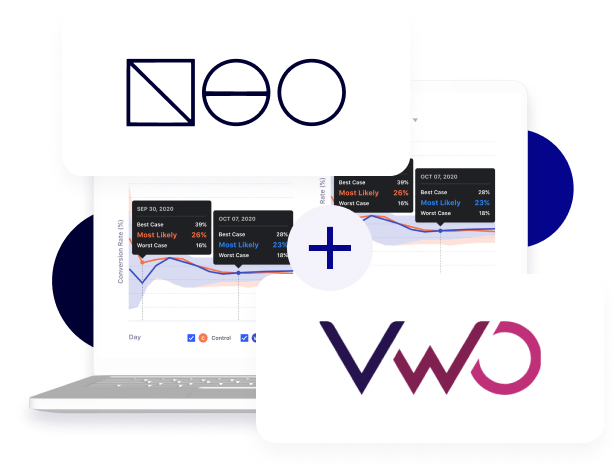 NEO
OCT 07, 2020
Best Case 39%
Most Likely 26%
Worst Case 16%
Best Case 28%
Most Likely 23%
Worst Case 18%
Rate (%)
SEP 30, 2020
Best Case 39%
Most Likely 26%
Worst Case 16%
OCT 07, 2020
Best Case 28%
Most Likely 23%
Worst Case 18%
Conversion Rate (%)
+
Day
C Control
VWO